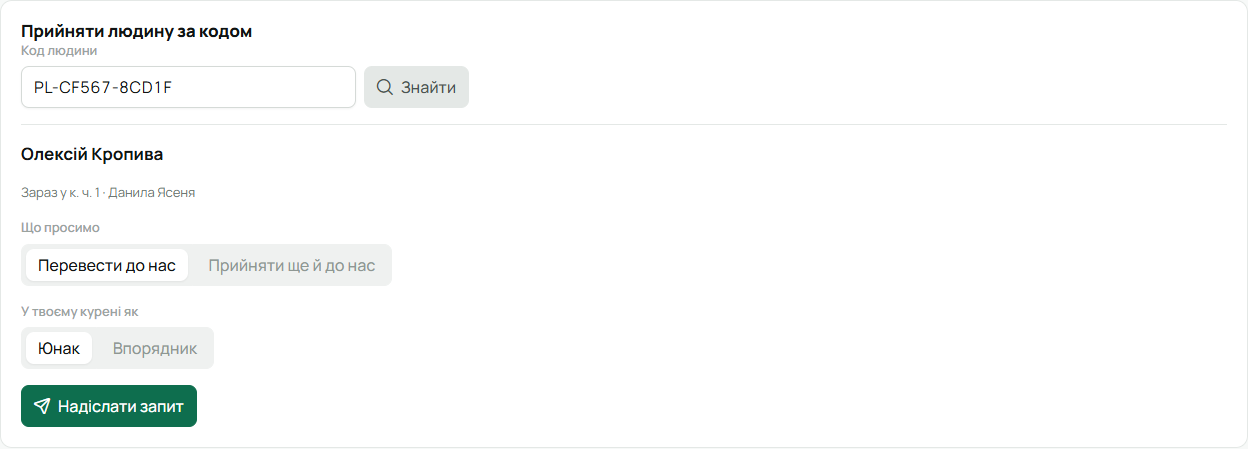 Прийняти людину за кодом
Код людини
PL-CF567-8CD1F
Знайти
Олексій Кропива
Зараз у к. ч. 1 · Данила Ясеня
Що просимо
Перевести до нас
Прийняти ще й до нас
У твоєму курені як
Юнак
Впорядник
Надіслати запит